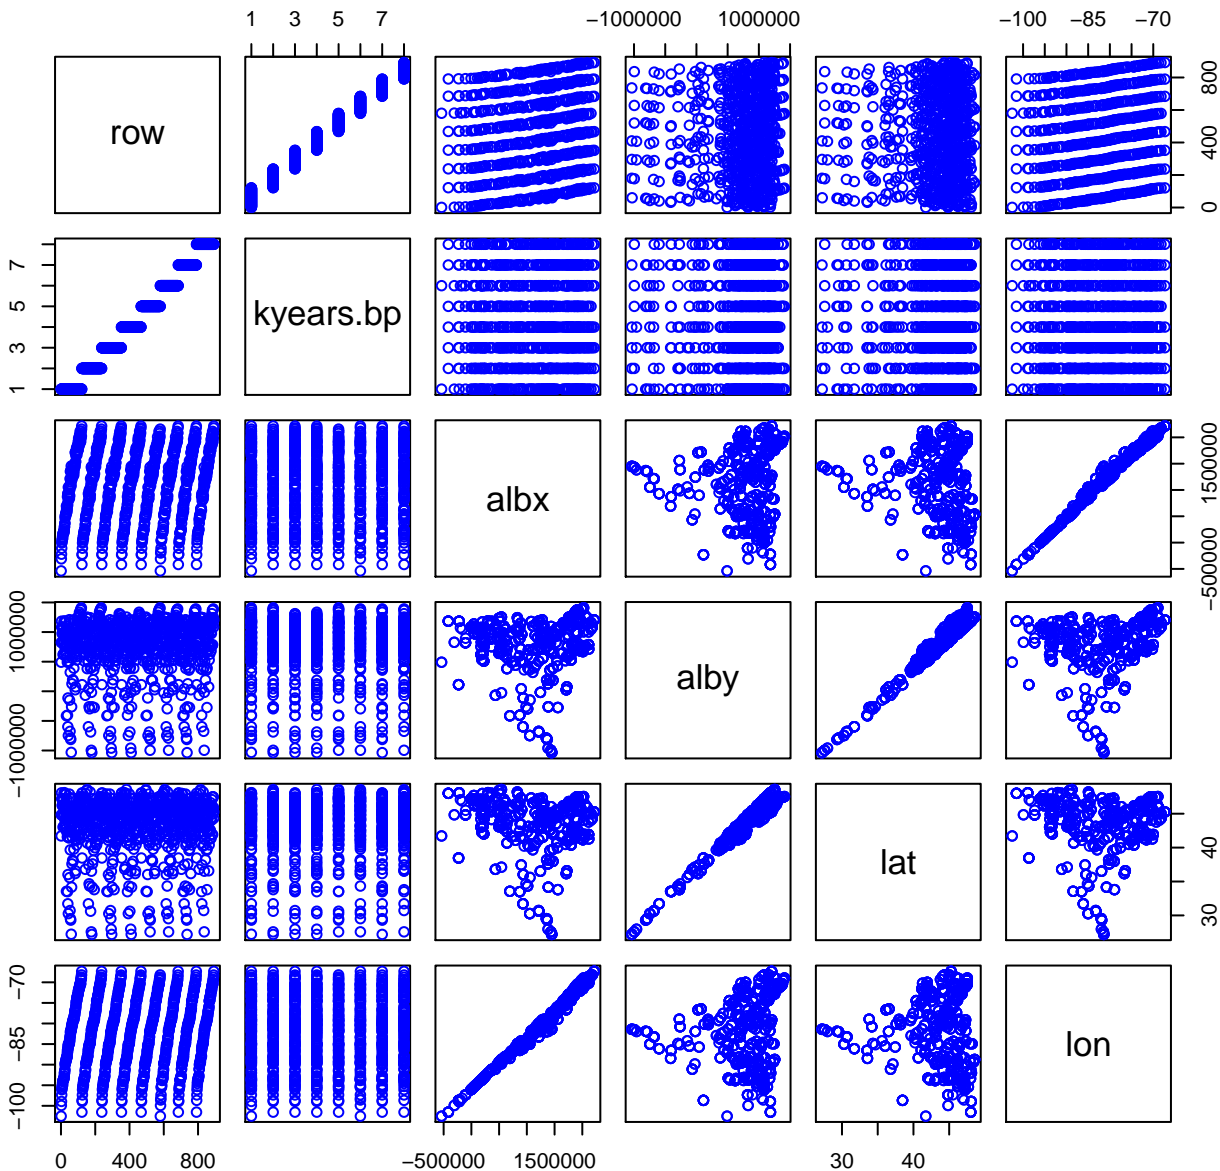 1 3 5 7 −1000000 1000000 −100 −85 −70
row 0 400 800
1 3 7 kyears.bp
albx −500000 1500000
−1000000 1000000 alby
lat 30 40
−100 −85 −70 lon
0 400 800 −500000 1500000 30 40